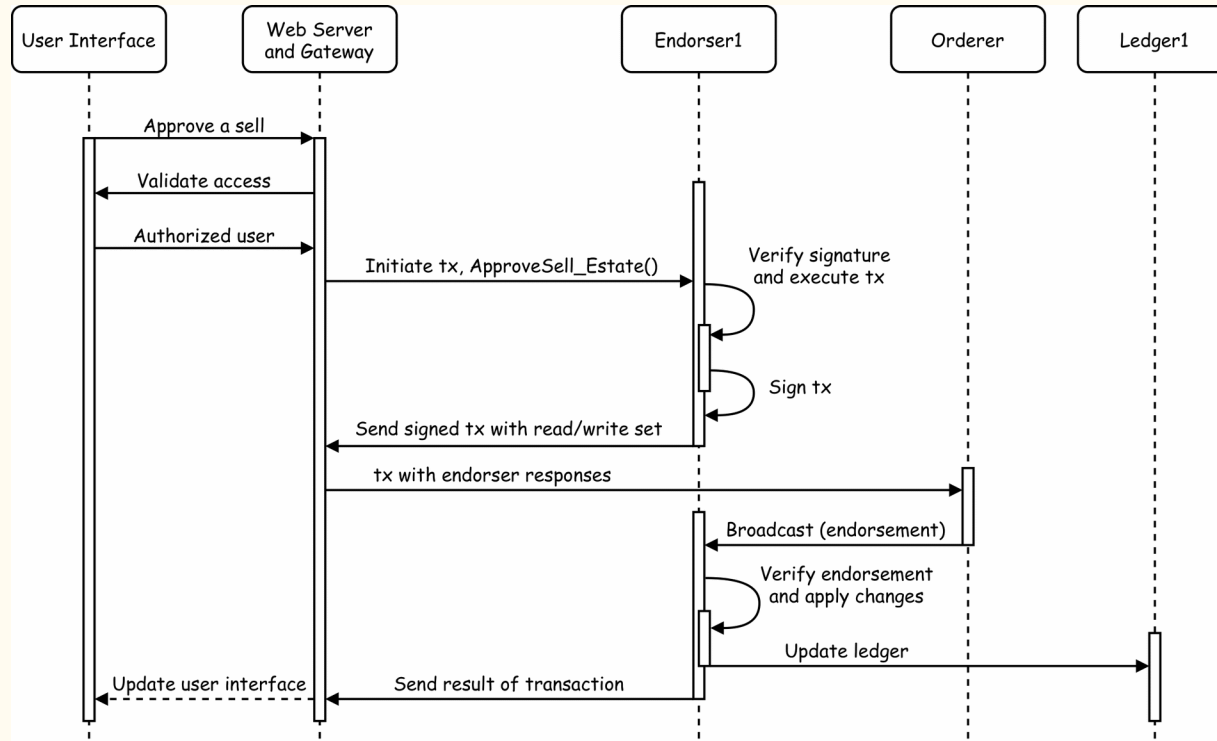 User Interface
Web Server
and Gateway
Endorser1
Orderer
Ledger1
Approve a sell
Validate access
Authorized user
Initiate tx, ApproveSell_Estate()
Verify signature
and execute tx
Sign tx
Send signed tx with read/write set
tx with endorser responses
Broadcast (endorsement)
Verify endorsement
and apply changes
Update ledger
Update user interface
Send result of transaction